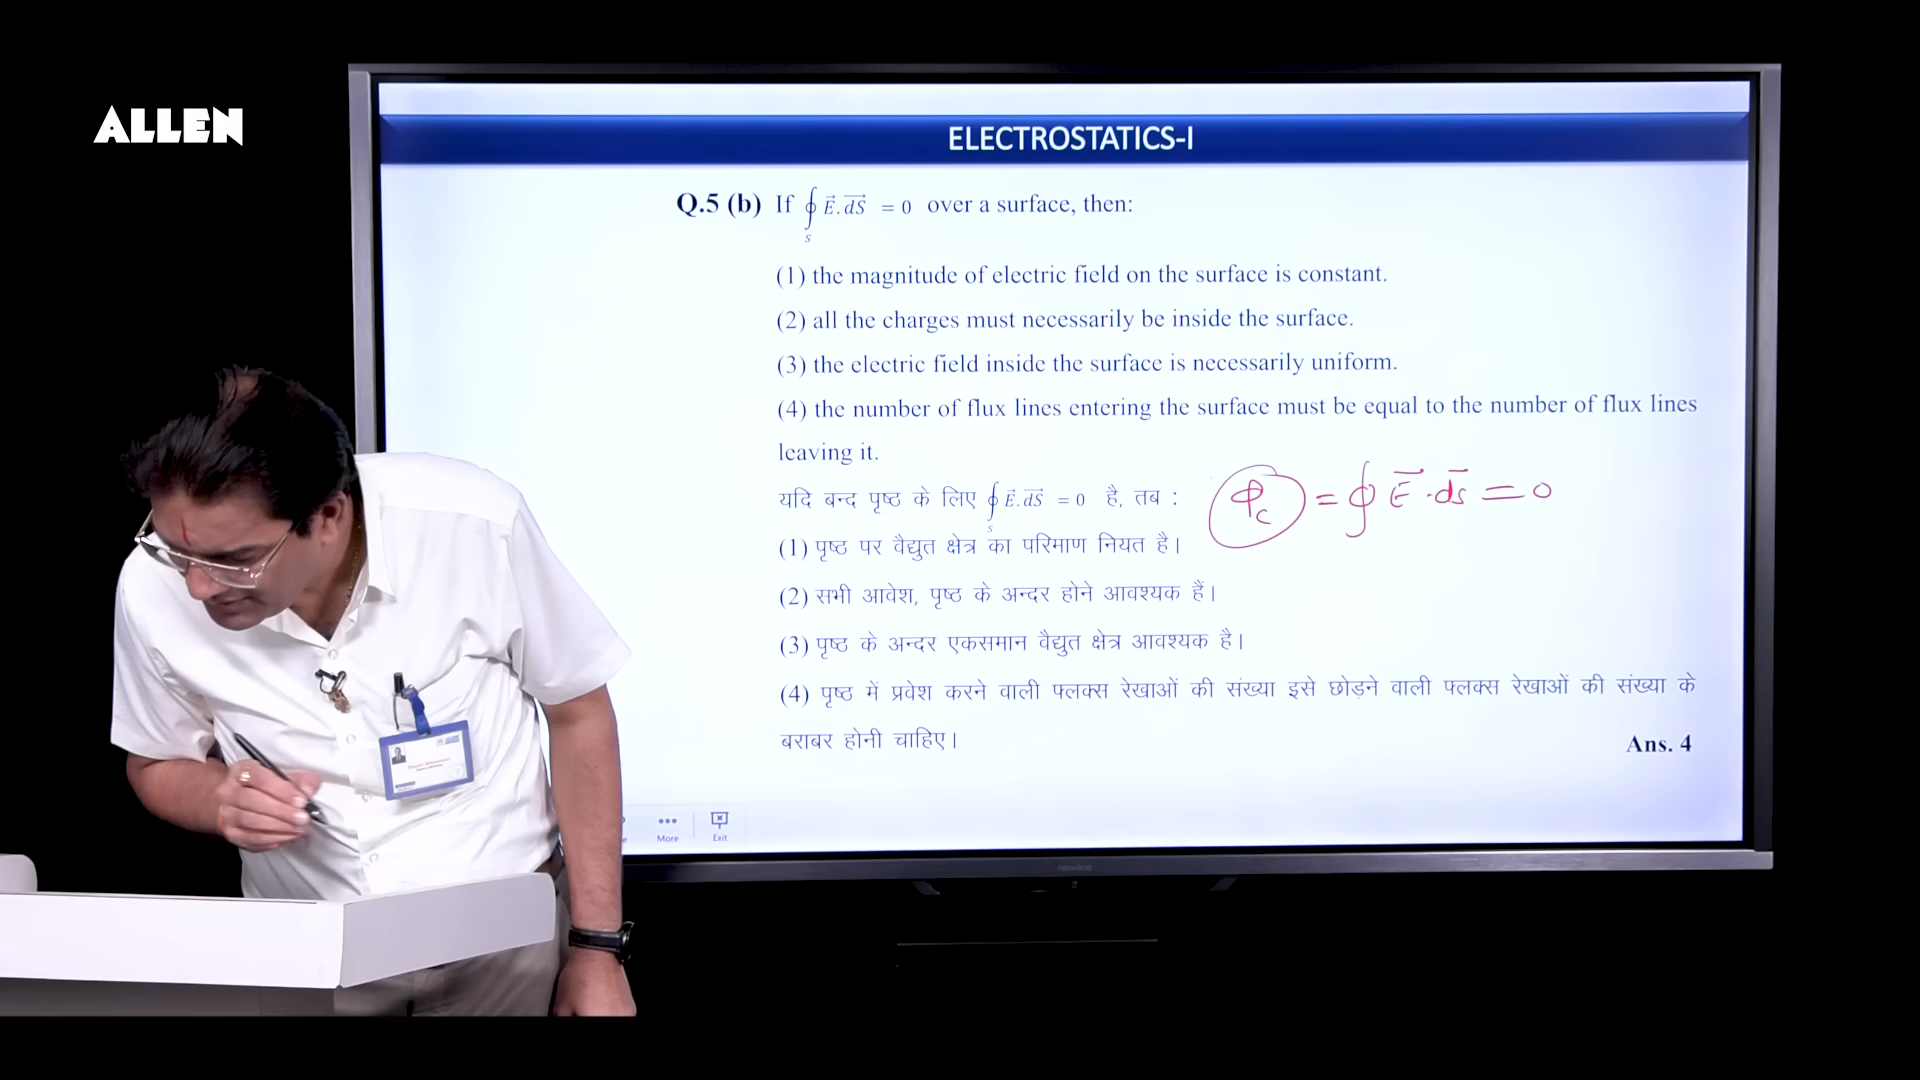 ALLEN
ELECTROSTATICS-I
Q.5 (b) If ∮ₛ E⃗.dS⃗ = 0 over a surface, then:
(1) the magnitude of electric field on the surface is constant.
(2) all the charges must necessarily be inside the surface.
(3) the electric field inside the surface is necessarily uniform.
(4) the number of flux lines entering the surface must be equal to the number of flux lines
leaving it.
यदि बन्द पृष्ठ के लिए ∮ₛ E⃗.dS⃗ = 0 है, तब :
ϕ꜀ = ∮ E⃗ · ds⃗ = 0
(1) पृष्ठ पर वैद्युत क्षेत्र का परिमाण नियत है।
(2) सभी आवेश, पृष्ठ के अन्दर होने आवश्यक हैं।
(3) पृष्ठ के अन्दर एकसमान वैद्युत क्षेत्र आवश्यक है।
(4) पृष्ठ में प्रवेश करने वाली फ्लक्स रेखाओं की संख्या इसे छोड़ने वाली फ्लक्स रेखाओं की संख्या के
बराबर होनी चाहिए।
Ans. 4
More
Exit
newline